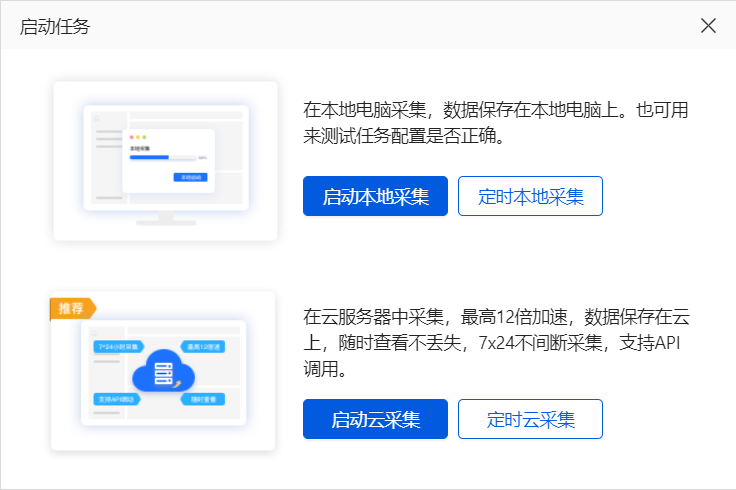 启动任务
在本地电脑采集，数据保存在本地电脑上。也可用
来测试任务配置是否正确。
本地采集
启动本地采集
定时本地采集
推荐
在云服务器中采集，最高12倍加速，数据保存在云
上，随时查看不丢失，7x24不间断采集，支持API
调用。
7*24小时采集
最高12倍速
支持API调动
随时查看
启动云采集
定时云采集